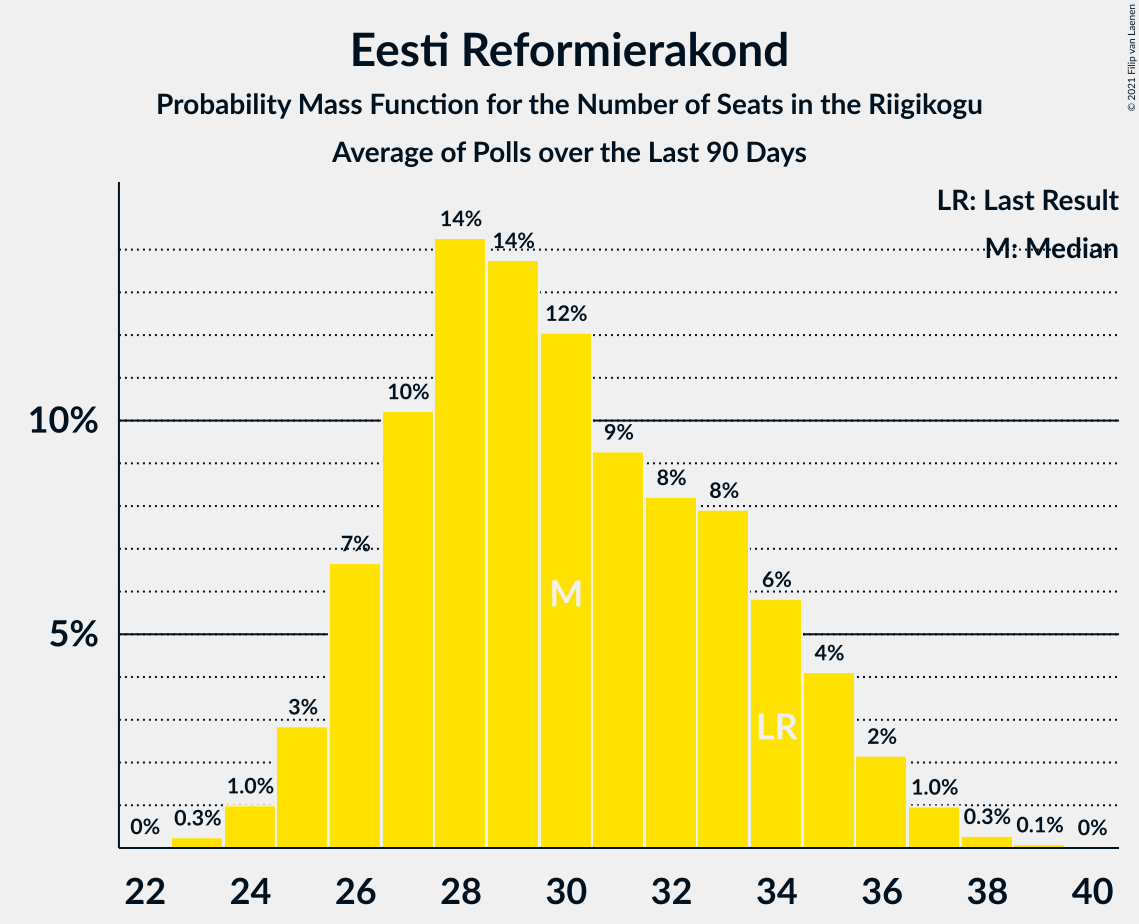 Eesti Reformierakond
Probability Mass Function for the Number of Seats in the Riigikogu
Average of Polls over the Last 90 Days
© 2021 Filip van Laenen
LR: Last Result
M: Median
14%
14%
12%
10%
10%
9%
8%
8%
7%
M
6%
5%
4%
LR
3%
2%
1.0%
1.0%
0%
0.3%
0.3%
0.1%
0%
22 24 26 28 30 32 34 36 38 40